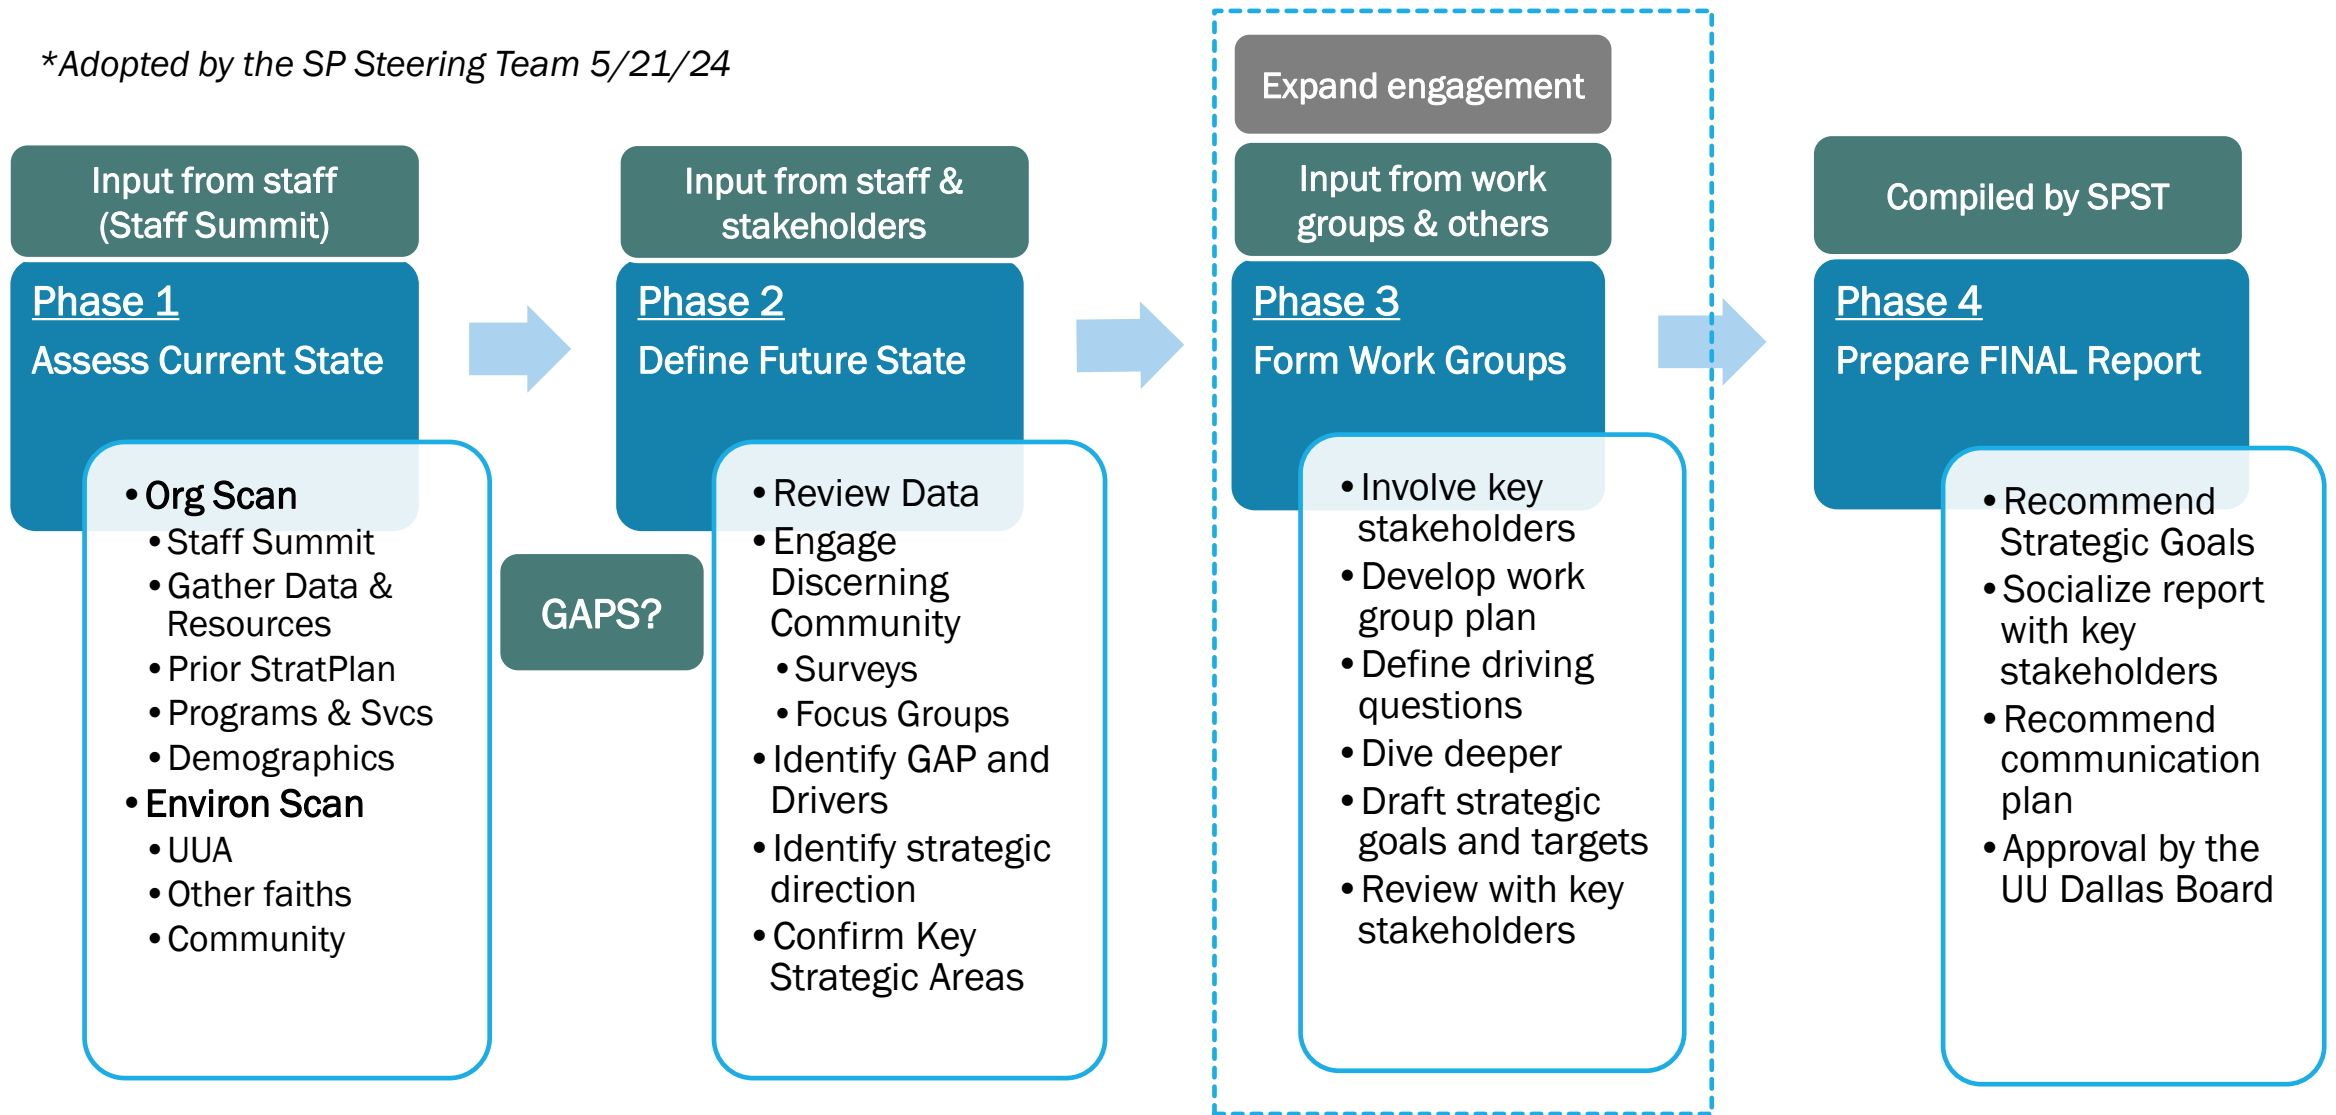 *Adopted by the SP Steering Team 5/21/24
Input from staff
(Staff Summit)
Phase 1
Assess Current State
• Org Scan
• Staff Summit
• Gather Data &
Resources
• Prior StratPlan
• Programs & Svcs
• Demographics
• Environ Scan
• UUA
• Other faiths
• Community
GAPS?
Input from staff &
stakeholders
Phase 2
Define Future State
• Review Data
• Engage
Discerning
Community
• Surveys
• Focus Groups
• Identify GAP and
Drivers
• Identify strategic
direction
• Confirm Key
Strategic Areas
Expand engagement
Input from work
groups & others
Phase 3
Form Work Groups
• Involve key
stakeholders
• Develop work
group plan
• Define driving
questions
• Dive deeper
• Draft strategic
goals and targets
• Review with key
stakeholders
Compiled by SPST
Phase 4
Prepare FINAL Report
• Recommend
Strategic Goals
• Socialize report
with key
stakeholders
• Recommend
communication
plan
• Approval by the
UU Dallas Board